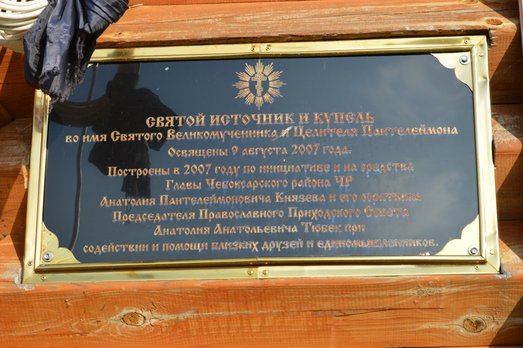 Святой источник и купель
во имя Святого Великомученника и Целителя Пантелеймона
Освящены 9 августа 2007 года.
Построены в 2007 году по инициативе и на средства
Главы Чебоксарского района ЧР
Анатолия Пантелеймоновича Князева и его соратника
Председателя Православного Приходского Совета
Анатолия Анатольевича Тювек при
содействии и помощи близких друзей и единомышленников.